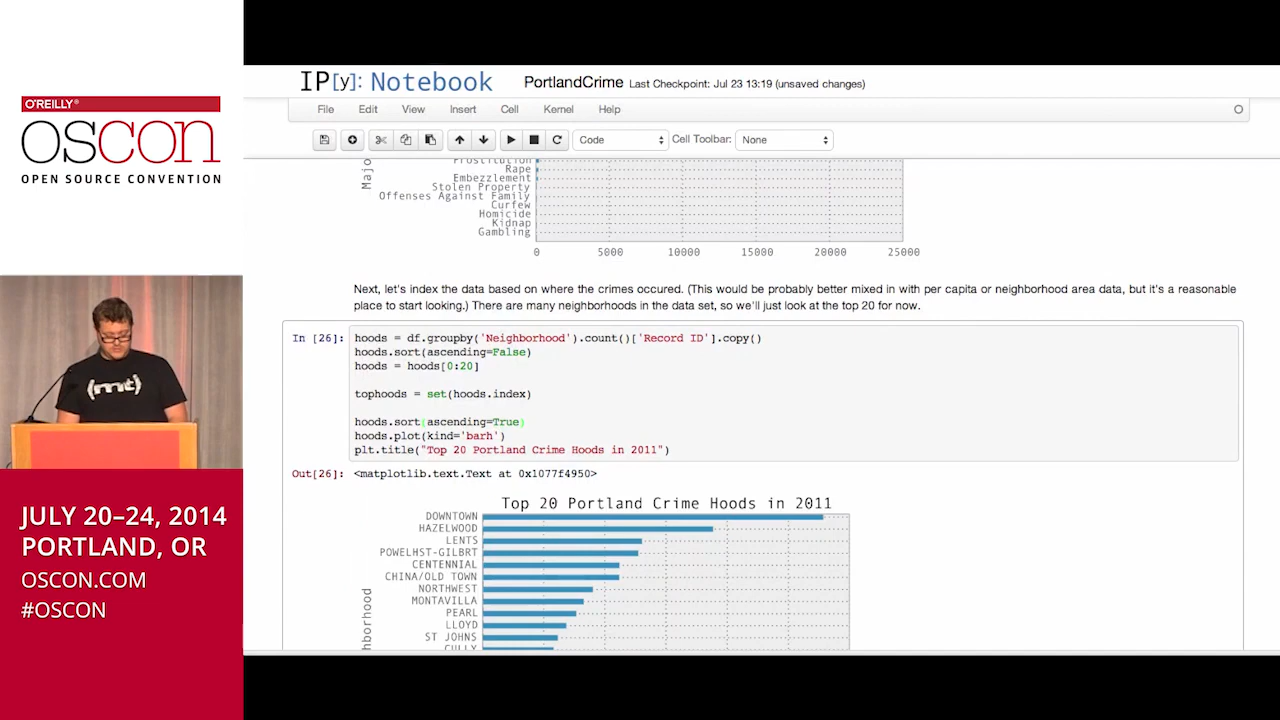 O'REILLY®
OSCON
OPEN SOURCE CONVENTION
(mt)
JULY 20–24, 2014
PORTLAND, OR
OSCON.COM
#OSCON
IP[y]: Notebook
PortlandCrime Last Checkpoint: Jul 23 13:19 (unsaved changes)
File Edit View Insert Cell Kernel Help
Code Cell Toolbar: None
Majo
Prostitution
Rape
Embezzlement
Stolen Property
Offenses Against Family
Curfew
Homicide
Kidnap
Gambling
0 5000 10000 15000 20000 25000
Next, let's index the data based on where the crimes occured. (This would be probably better mixed in with per capita or neighborhood area data, but it's a reasonable
place to start looking.) There are many neighborhoods in the data set, so we'll just look at the top 20 for now.
In [26]: hoods = df.groupby('Neighborhood').count()['Record ID'].copy()
hoods.sort(ascending=False)
hoods = hoods[0:20]
tophoods = set(hoods.index)
hoods.sort(ascending=True)
hoods.plot(kind='barh')
plt.title("Top 20 Portland Crime Hoods in 2011")
Out[26]: <matplotlib.text.Text at 0x1077f4950>
Top 20 Portland Crime Hoods in 2011
DOWNTOWN
HAZELWOOD
LENTS
POWELHST-GILBRT
CENTENNIAL
CHINA/OLD TOWN
NORTHWEST
MONTAVILLA
PEARL
LLOYD
ST JOHNS
CULLY
hborhood